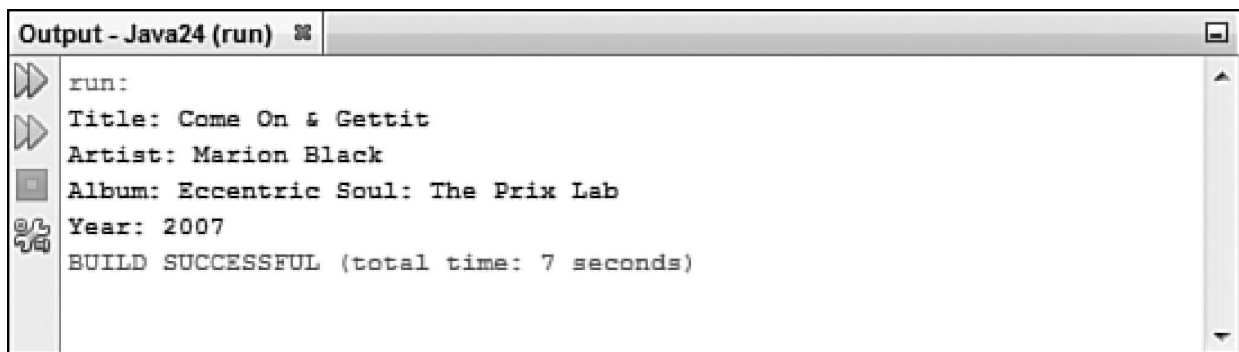 Output - Java24 (run)
run:
Title: Come On & Gettit
Artist: Marion Black
Album: Eccentric Soul: The Prix Lab
Year: 2007
BUILD SUCCESSFUL (total time: 7 seconds)